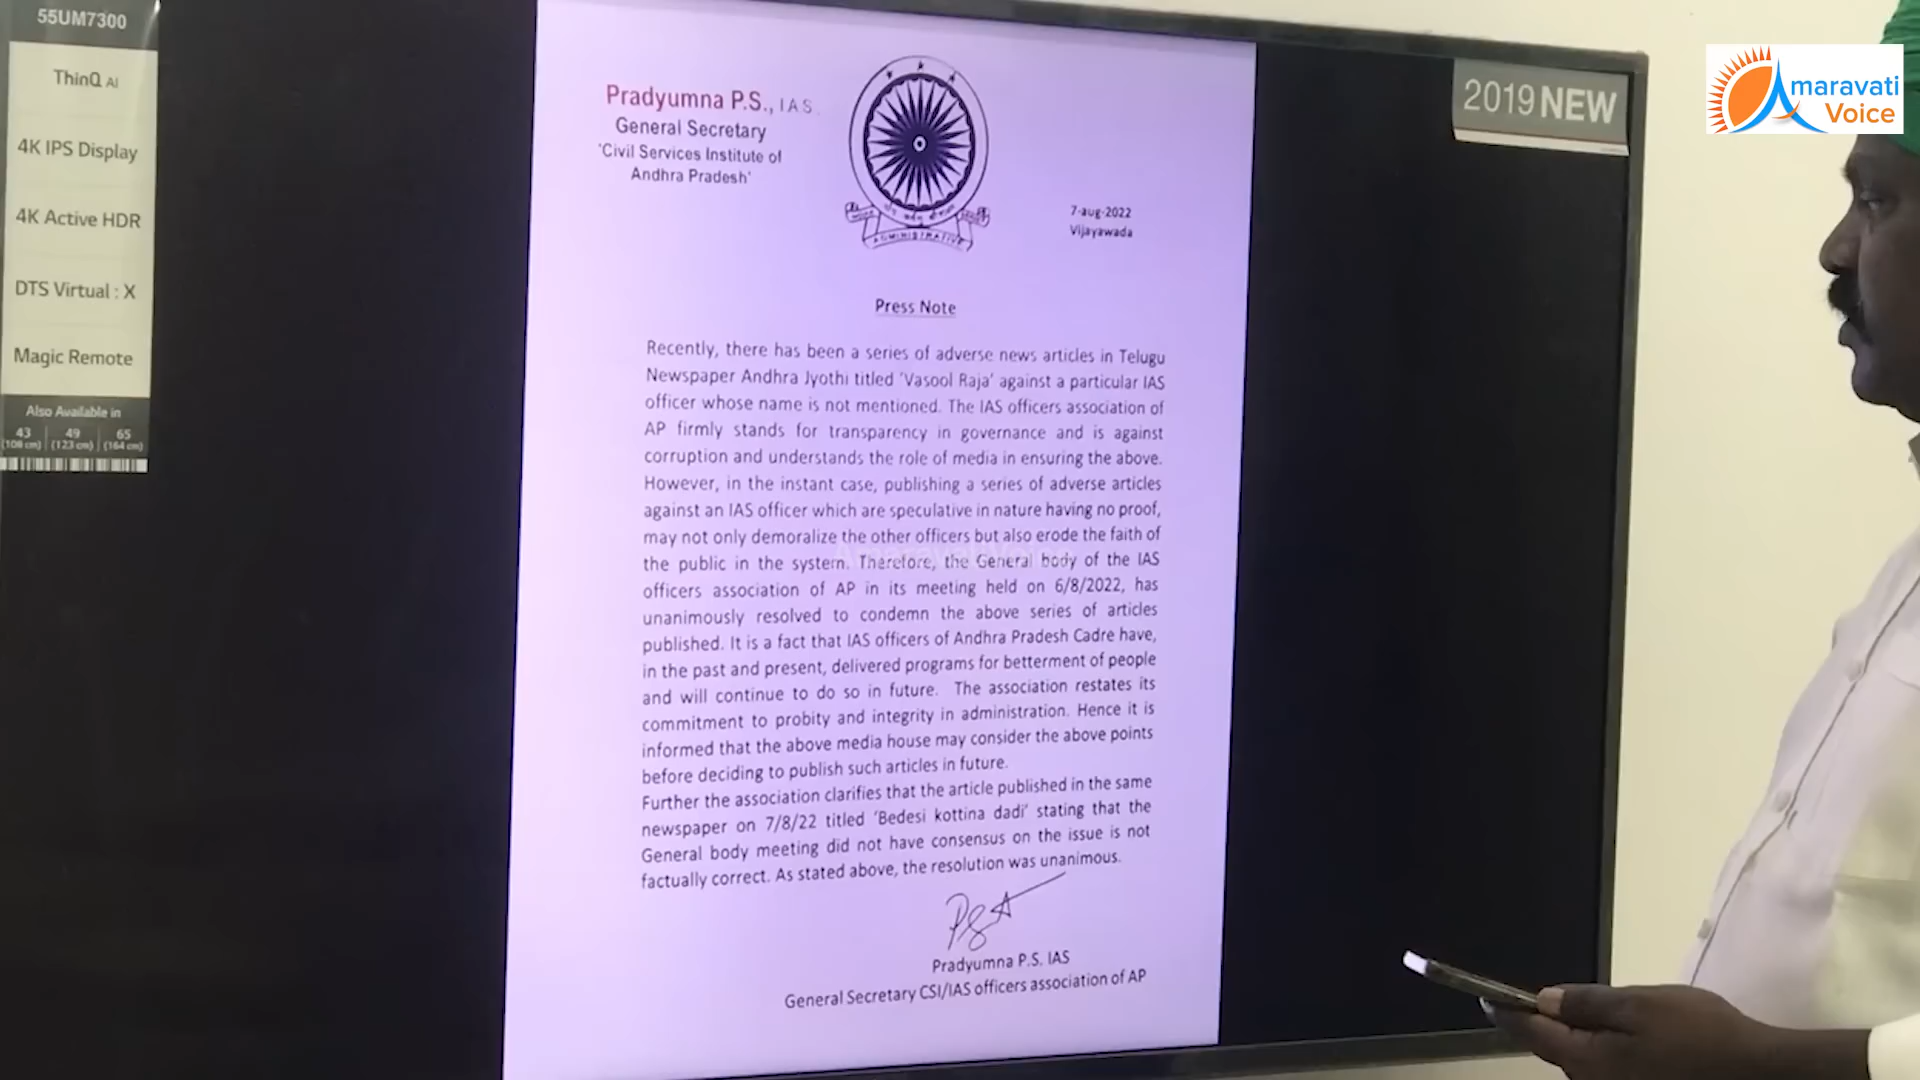 55UM7300
ThinQ AI
4K IPS Display
4K Active HDR
DTS Virtual : X
Magic Remote
Also Available in
43 49 65
(108 cm) (123 cm) (164 cm)
2019 NEW
Amaravati
Voice
Pradyumna P.S., IAS.
General Secretary
'Civil Services Institute of
Andhra Pradesh'
ADMINISTRATIVE
7-aug-2022
Vijayawada
Press Note
Recently, there has been a series of adverse news articles in Telugu
Newspaper Andhra Jyothi titled 'Vasool Raja' against a particular IAS
officer whose name is not mentioned. The IAS officers association of
AP firmly stands for transparency in governance and is against
corruption and understands the role of media in ensuring the above.
However, in the instant case, publishing a series of adverse articles
against an IAS officer which are speculative in nature having no proof,
may not only demoralize the other officers but also erode the faith of
the public in the system. Therefore, the General body of the IAS
officers association of AP in its meeting held on 6/8/2022, has
unanimously resolved to condemn the above series of articles
published. It is a fact that IAS officers of Andhra Pradesh Cadre have,
in the past and present, delivered programs for betterment of people
and will continue to do so in future. The association restates its
commitment to probity and integrity in administration. Hence it is
informed that the above media house may consider the above points
before deciding to publish such articles in future.
Further the association clarifies that the article published in the same
newspaper on 7/8/22 titled 'Bedesi kottina dadi' stating that the
General body meeting did not have consensus on the issue is not
factually correct. As stated above, the resolution was unanimous.
Pradyumna P.S. IAS
General Secretary CSI/IAS officers association of AP